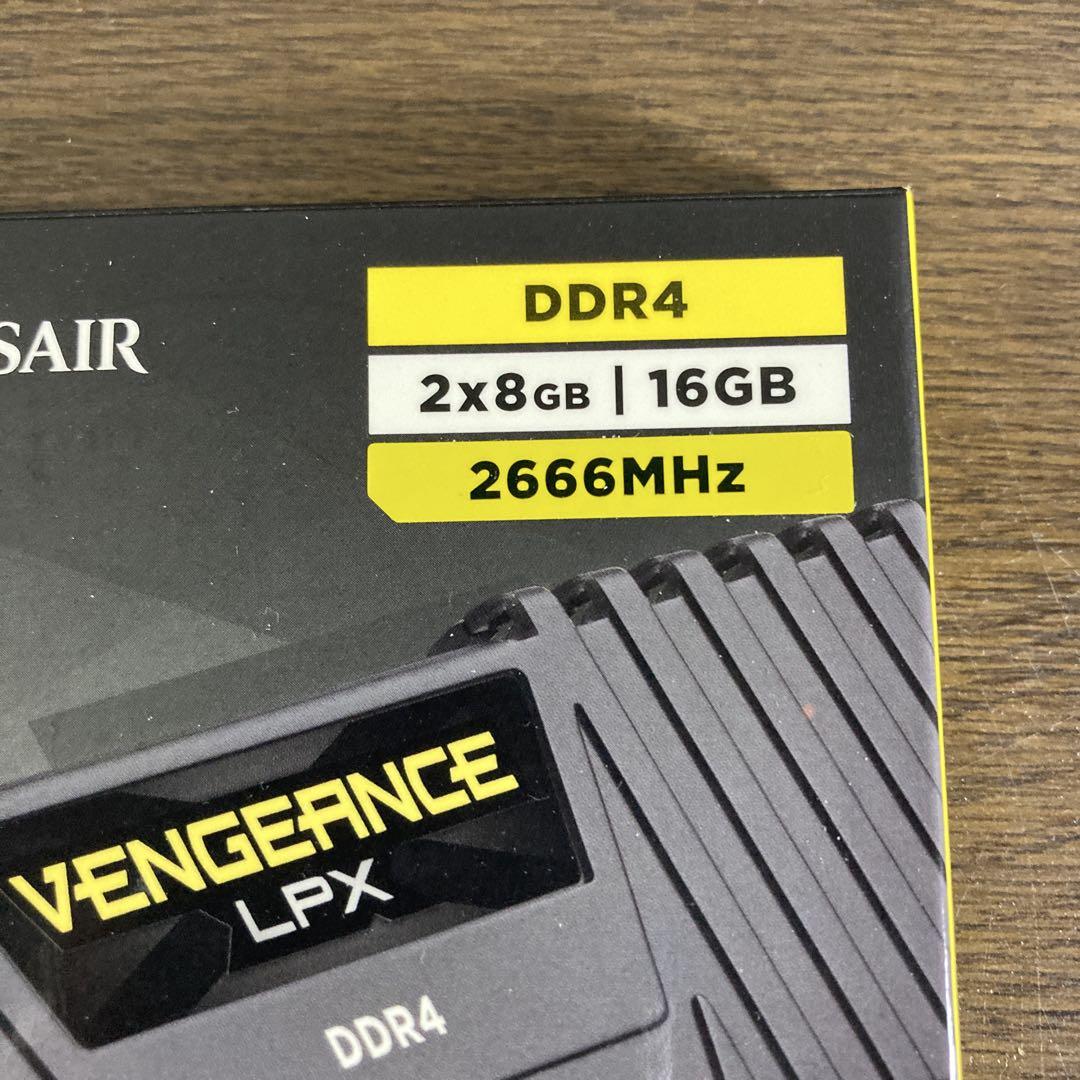 SAIR
DDR4
2x8GB | 16GB
2666MHz
VENGEANCE
LPX
DDR4